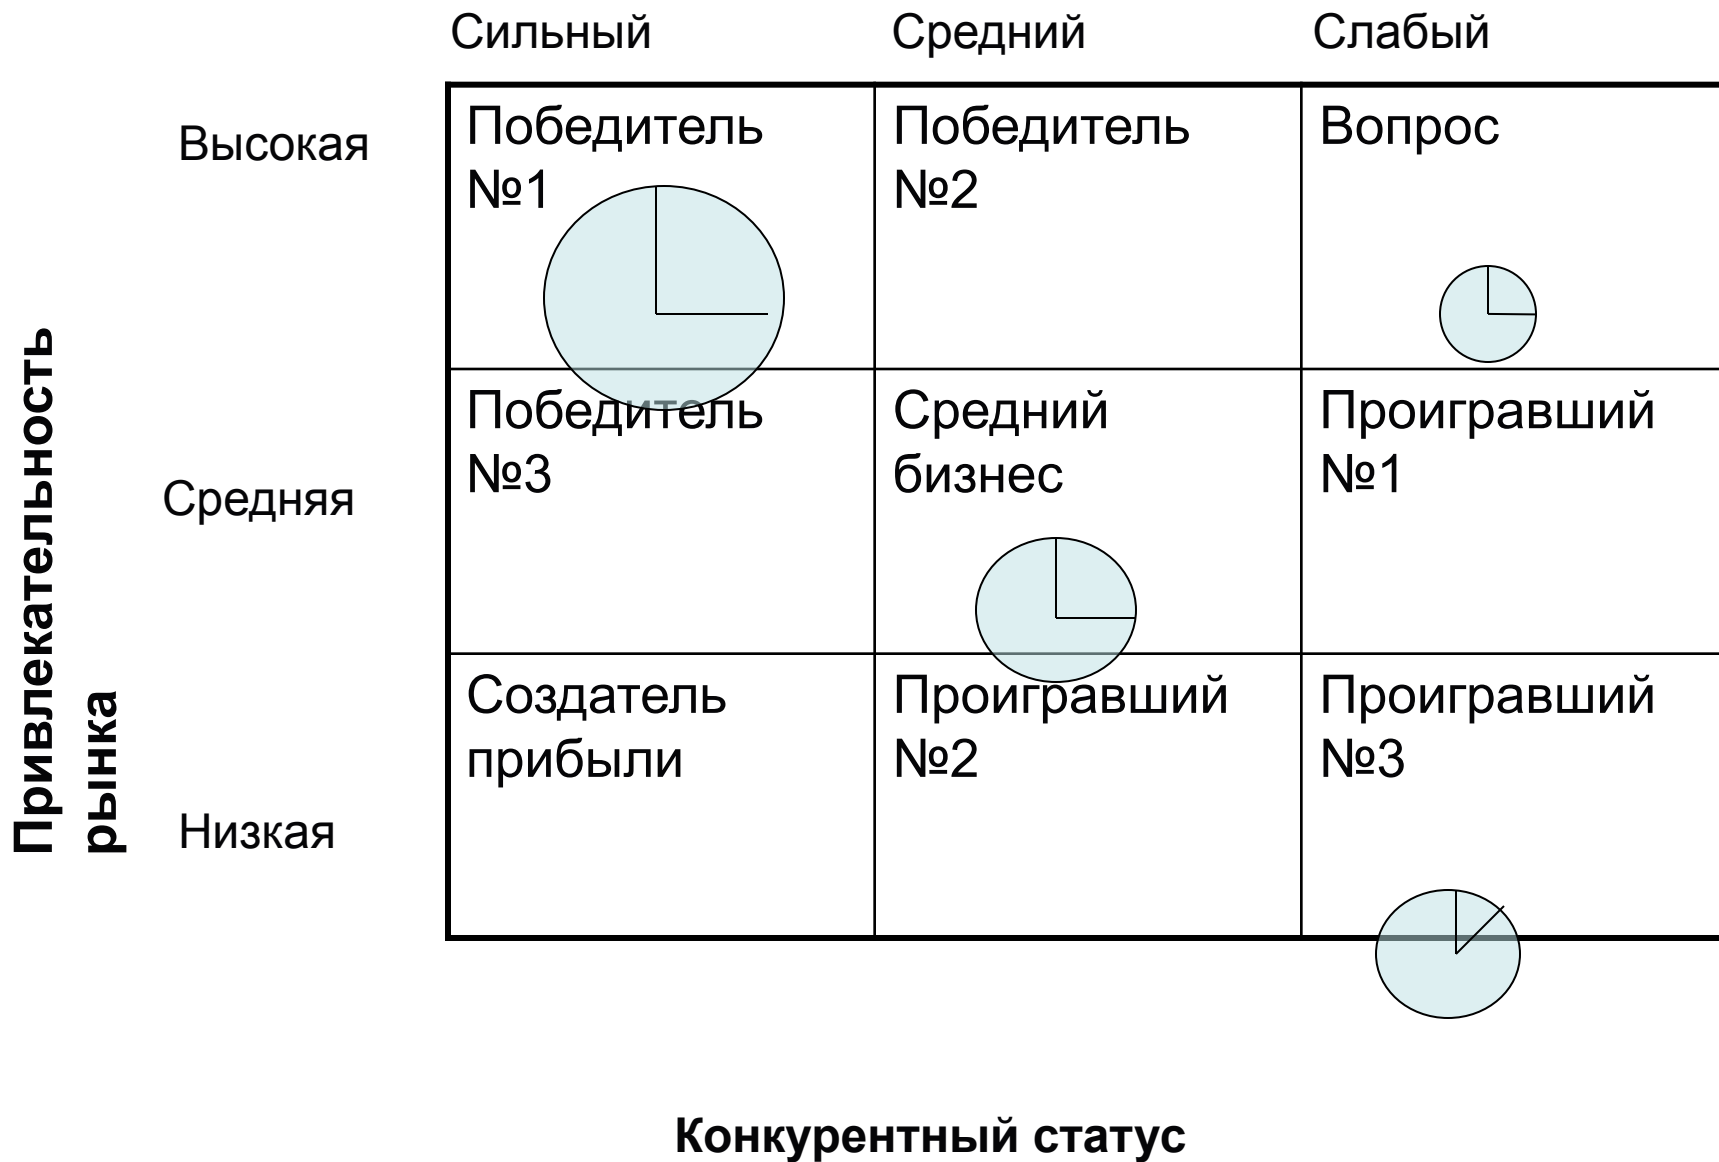 Сильный
Средний
Слабый
Высокая
Победитель
№1
Победитель
№2
Вопрос
Привлекательность
рынка
Средняя
Победитель
№3
Средний
бизнес
Проигравший
№1
Низкая
Создатель
прибыли
Проигравший
№2
Проигравший
№3
Конкурентный статус